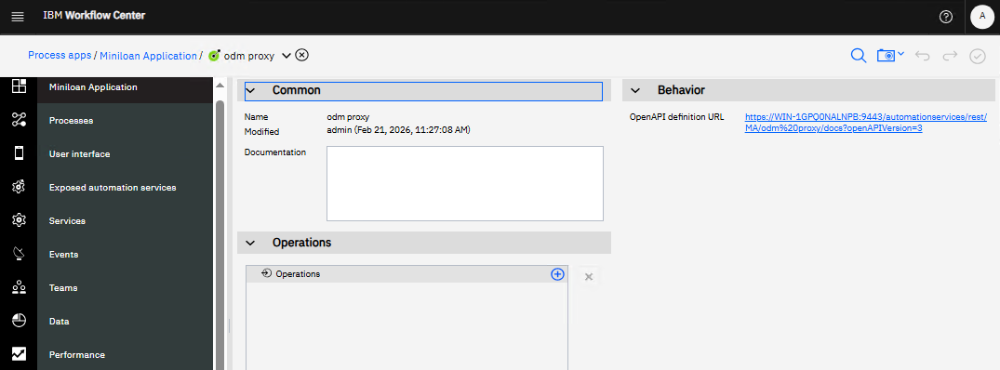 IBM Workflow Center
A
Process apps / Miniloan Application / odm proxy
Miniloan Application
Processes
User interface
Exposed automation services
Services
Events
Teams
Data
Performance
Common
Name odm proxy
Modified admin (Feb 21, 2026, 11:27:08 AM)
Documentation
Operations
Operations
Behavior
OpenAPI definition URL https://WIN-1GPQ0NALNPB:9443/automationservices/rest/
MA/odm%20proxy/docs?openAPIVersion=3